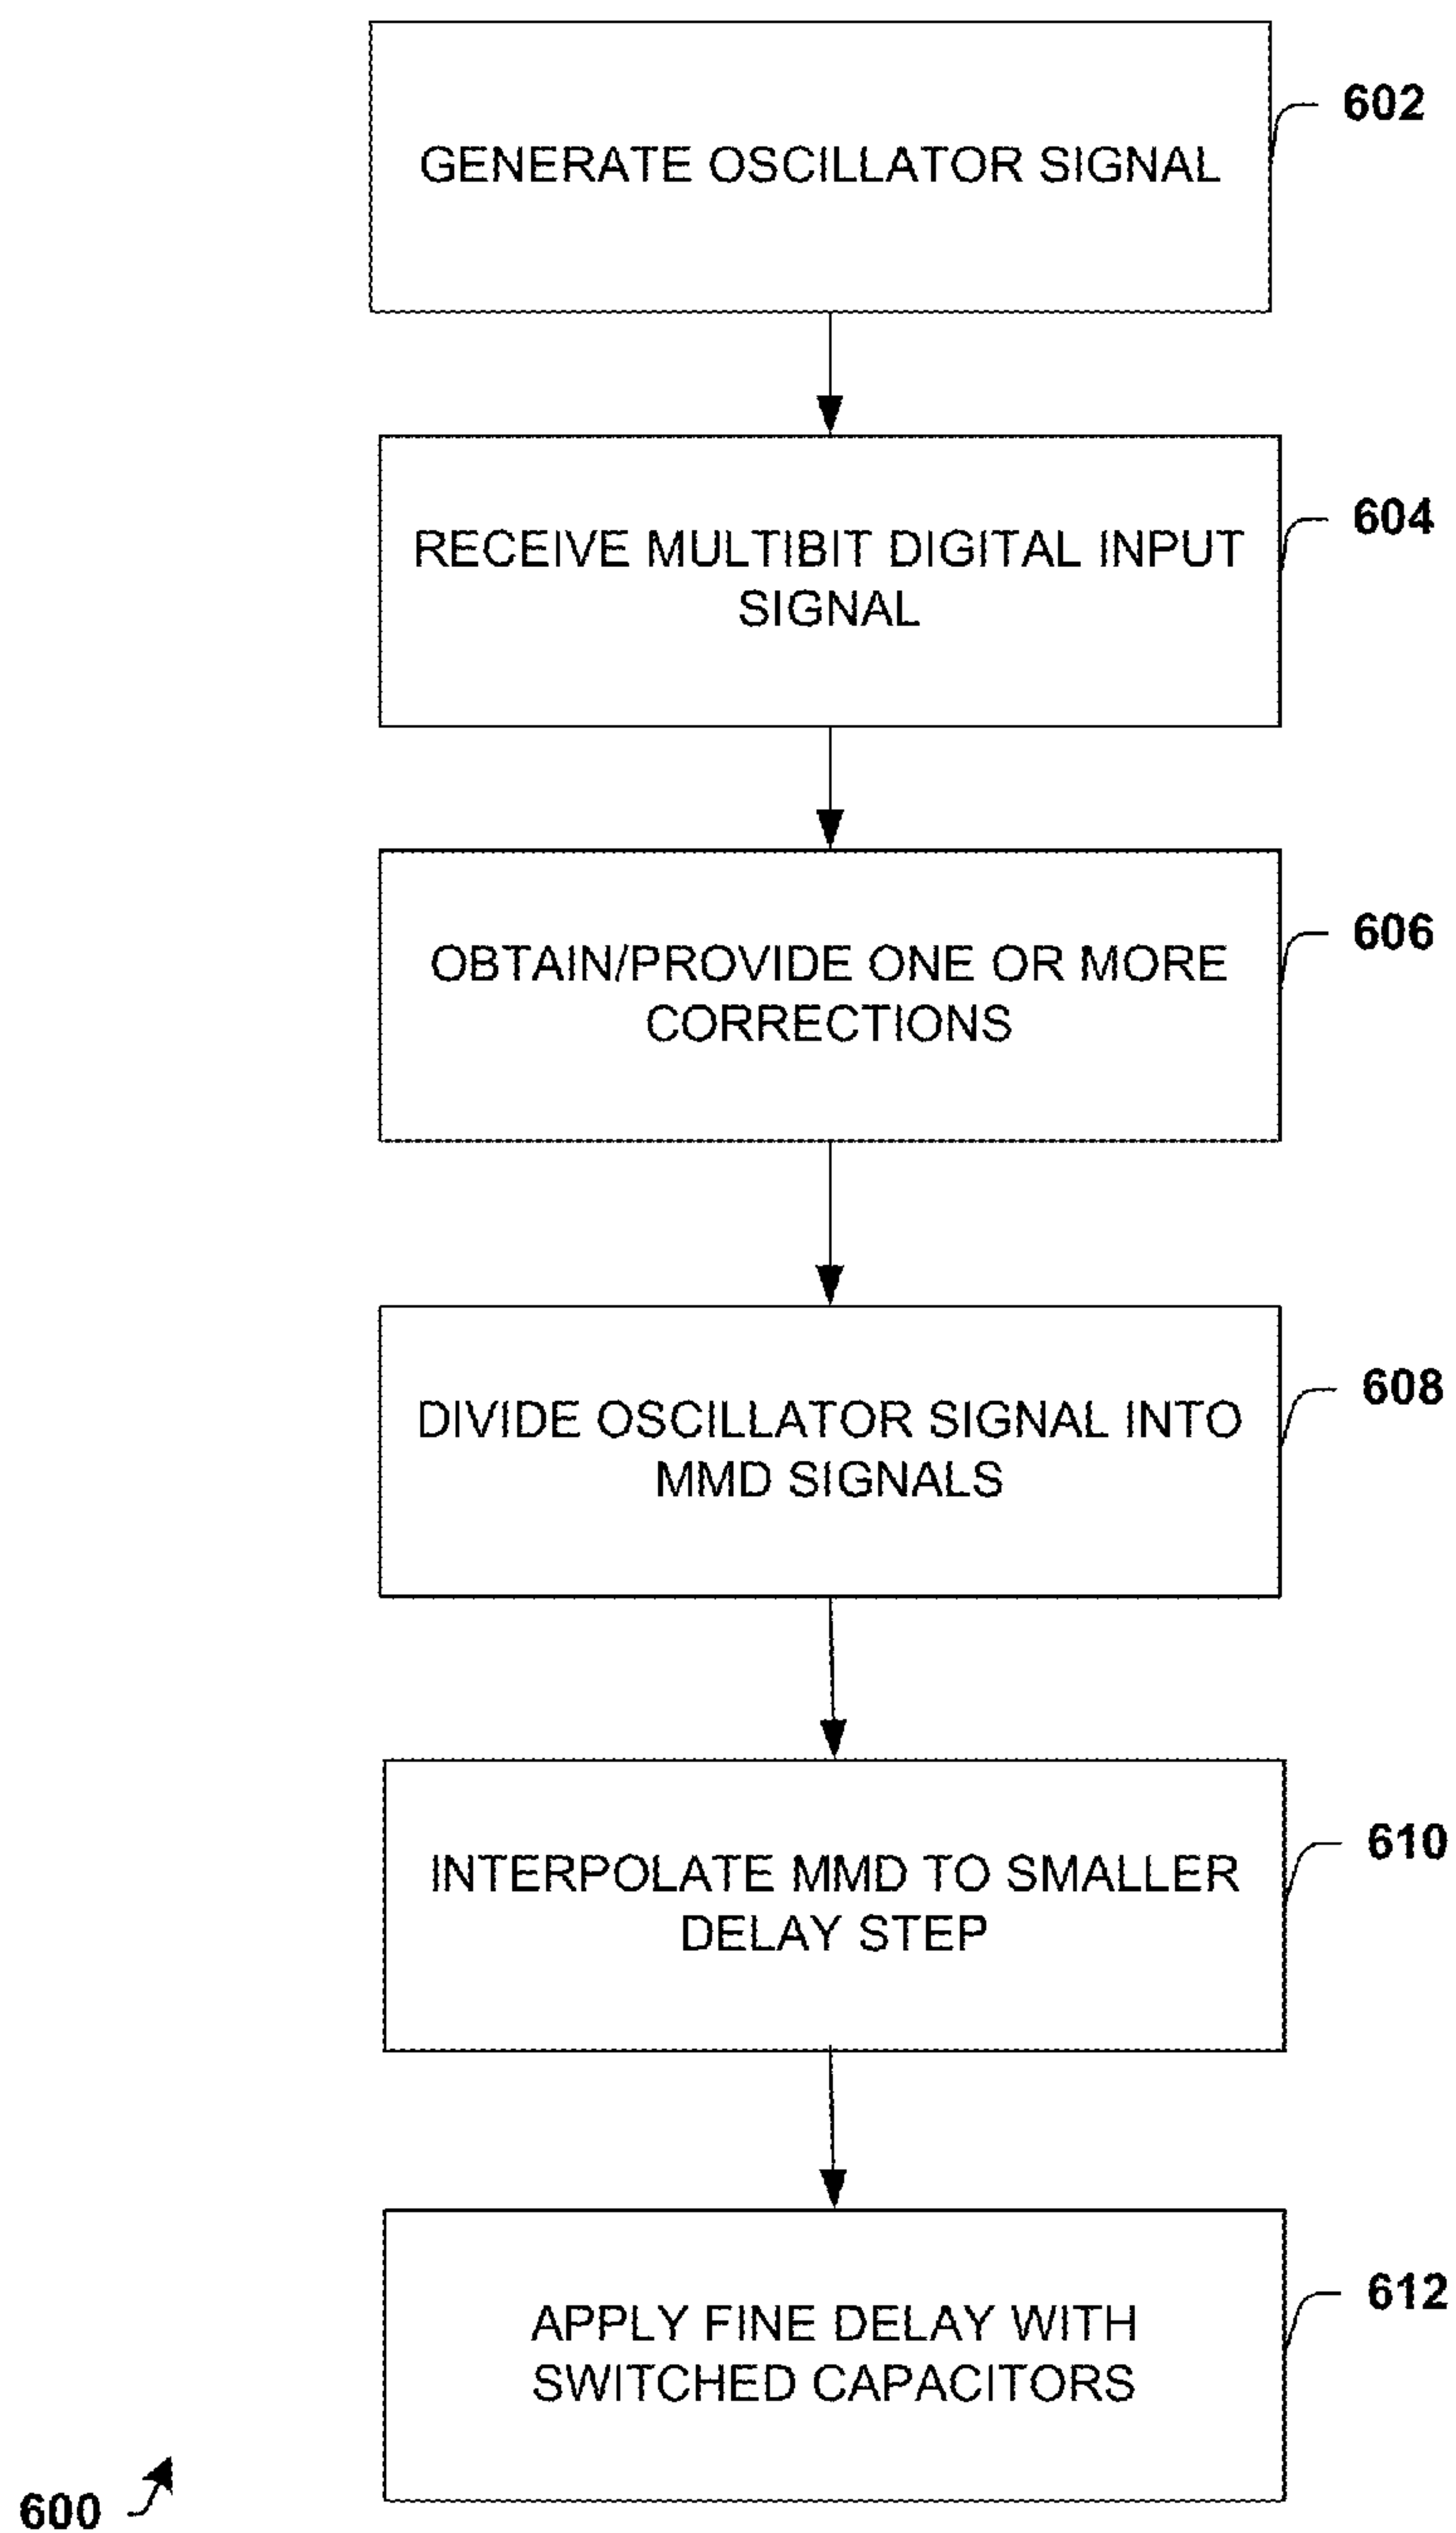 GENERATE OSCILLATOR SIGNAL
602
RECEIVE MULTIBIT DIGITAL INPUT
SIGNAL
604
OBTAIN/PROVIDE ONE OR MORE
CORRECTIONS
606
DIVIDE OSCILLATOR SIGNAL INTO
MMD SIGNALS
608
INTERPOLATE MMD TO SMALLER
DELAY STEP
610
APPLY FINE DELAY WITH
SWITCHED CAPACITORS
612
600